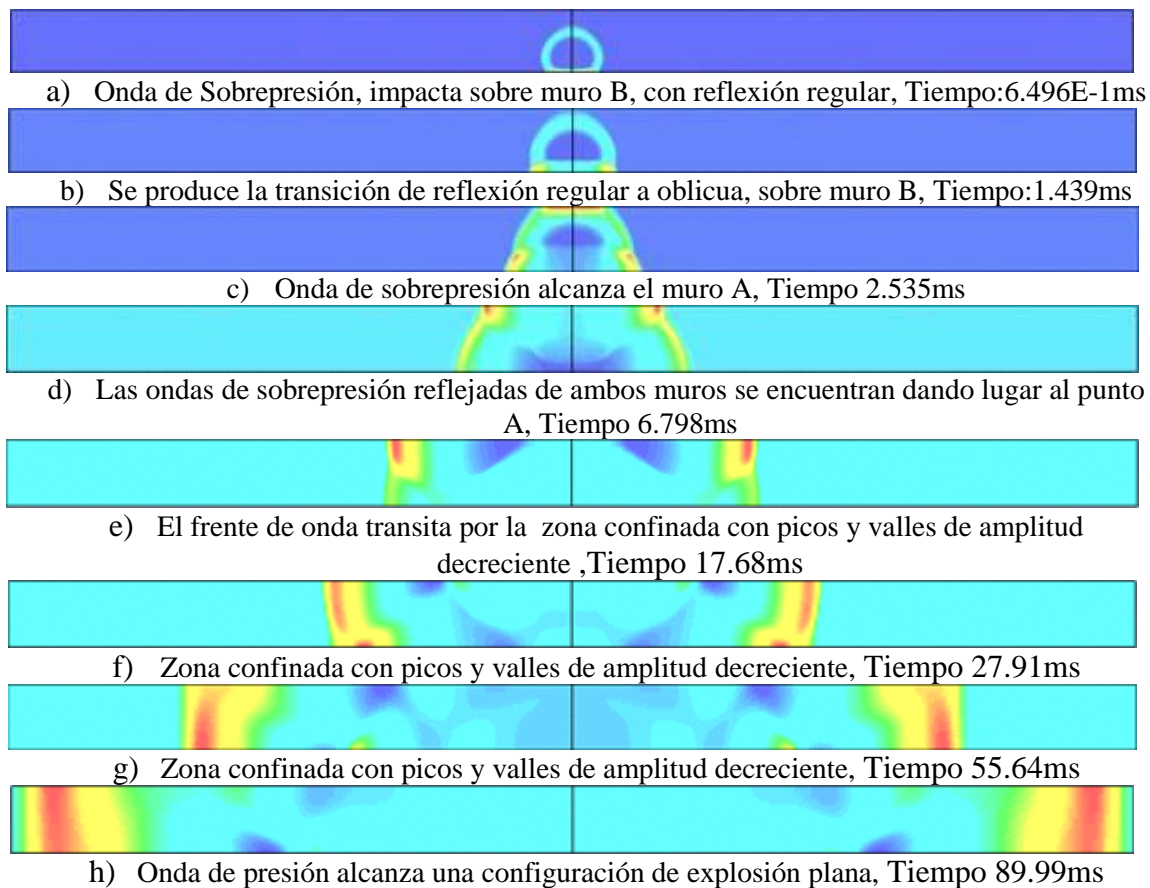 a) Onda de Sobrepresión, impacta sobre muro B, con reflexión regular, Tiempo:6.496E-1ms
b) Se produce la transición de reflexión regular a oblicua, sobre muro B, Tiempo:1.439ms
c) Onda de sobrepresión alcanza el muro A, Tiempo 2.535ms
d) Las ondas de sobrepresión reflejadas de ambos muros se encuentran dando lugar al punto
A, Tiempo 6.798ms
e) El frente de onda transita por la zona confinada con picos y valles de amplitud
decreciente ,Tiempo 17.68ms
f) Zona confinada con picos y valles de amplitud decreciente, Tiempo 27.91ms
g) Zona confinada con picos y valles de amplitud decreciente, Tiempo 55.64ms
h) Onda de presión alcanza una configuración de explosión plana, Tiempo 89.99ms